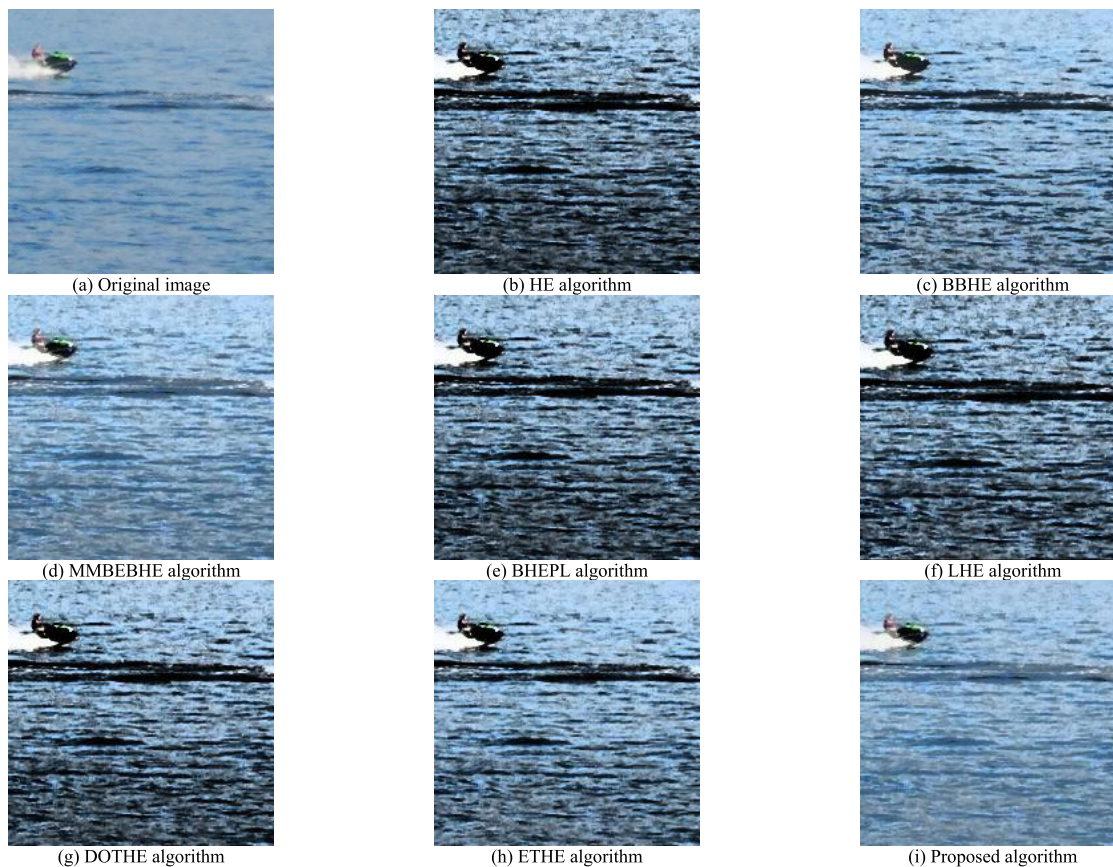 (a) Original image
(b) HE algorithm
(c) BBHE algorithm
(d) MMBEBHE algorithm
(e) BHEPL algorithm
(f) LHE algorithm
(g) DOTHE algorithm
(h) ETHE algorithm
(i) Proposed algorithm